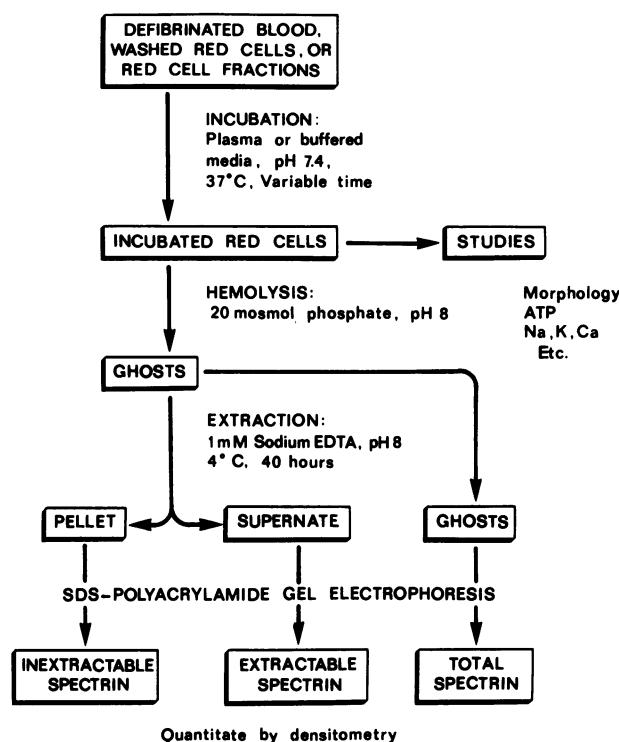 DEFIBRINATED BLOOD,
WASHED RED CELLS, OR
RED CELL FRACTIONS
INCUBATION:
Plasma or buffered
media, pH 7.4,
37°C, Variable time
INCUBATED RED CELLS
STUDIES
HEMOLYSIS:
20 mosmol phosphate, pH 8
Morphology
ATP
Na, K, Ca
Etc.
GHOSTS
EXTRACTION:
1mM Sodium EDTA, pH 8
4° C, 40 hours
PELLET
SUPERNATE
GHOSTS
SDS-POLYACRYLAMIDE GEL ELECTROPHORESIS
INEXTRACTABLE
SPECTRIN
EXTRACTABLE
SPECTRIN
TOTAL
SPECTRIN
Quantitate by densitometry